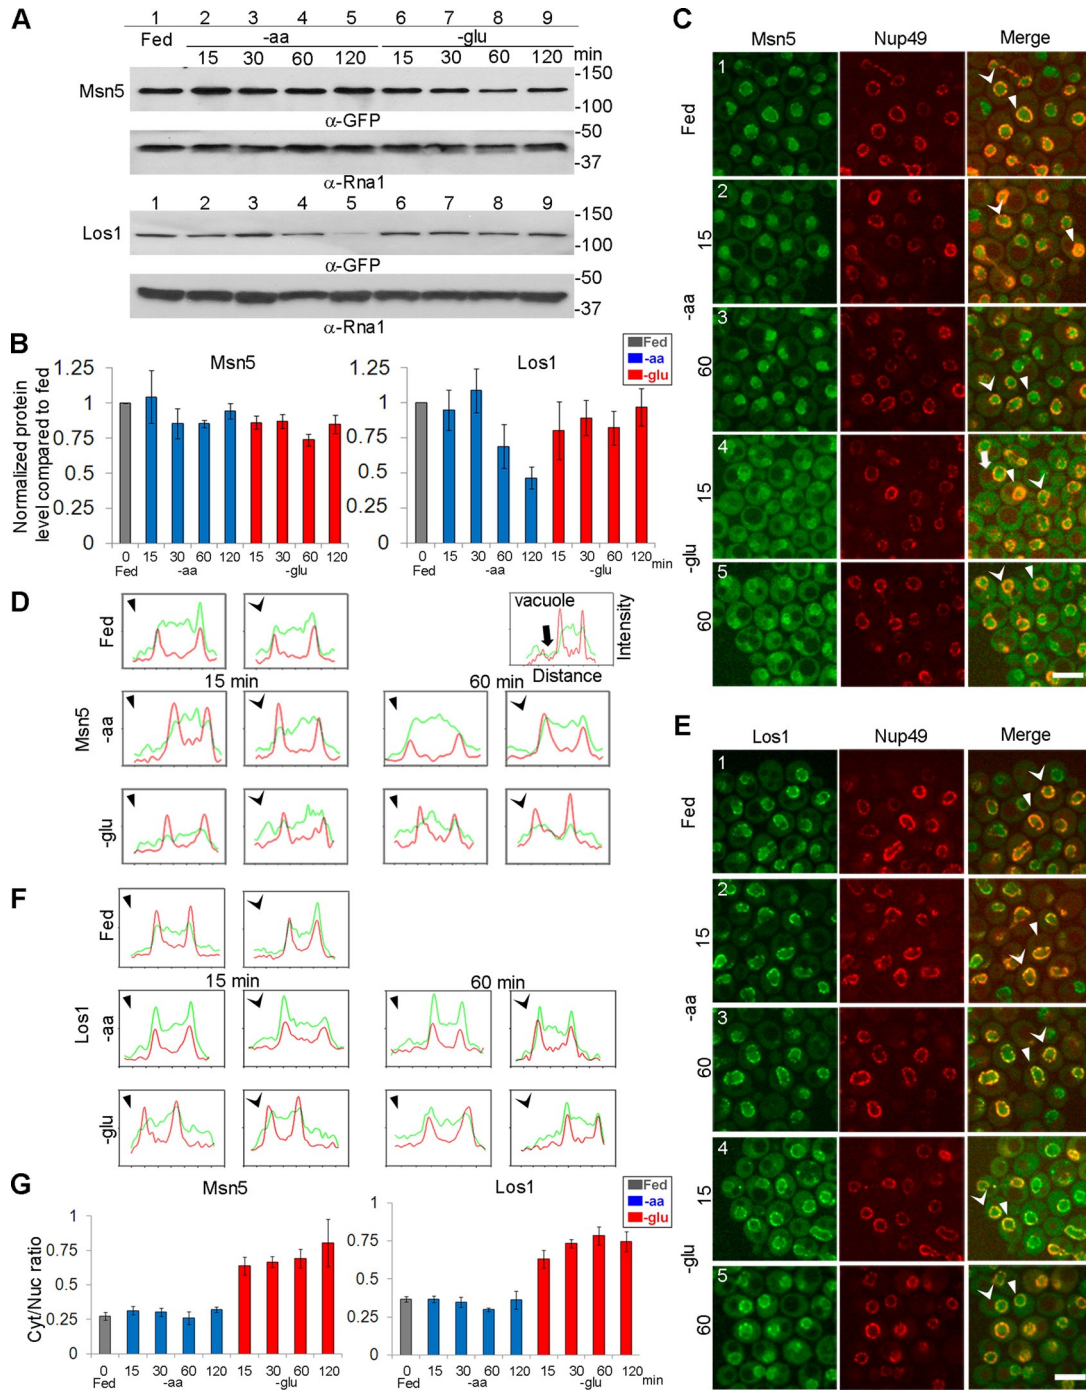 A
1 2 3 4 5 6 7 8 9
Fed -aa -glu
15 30 60 120 15 30 60 120 min
Msn5
-150
-100
α-GFP
-50
-37
α-Rna1
1 2 3 4 5 6 7 8 9
Los1
-150
-100
α-GFP
-50
-37
α-Rna1
B
Msn5
Los1
Fed
-aa
-glu
Normalized protein
level compared to fed
1.25 1.25
1 1
0.75 0.75
0.5 0.5
0.25 0.25
0 0
0 15 30 60 120 15 30 60 120 0 15 30 60 120 15 30 60 120 min
Fed -aa -glu Fed -aa -glu
C
Msn5 Nup49 Merge
Fed
1
-aa
15
2
60
3
-glu
15
4
60
5
D
Fed
vacuole
Intensity
Distance
15 min 60 min
Msn5
-aa
-glu
E
Los1 Nup49 Merge
Fed
1
-aa
15
2
60
3
-glu
15
4
60
5
F
Fed
15 min 60 min
Los1
-aa
-glu
G
Msn5
Los1
Fed
-aa
-glu
Cyt/Nuc ratio
1 1
0.75 0.75
0.5 0.5
0.25 0.25
0 0
0 15 30 60 120 15 30 60 120 0 15 30 60 120 15 30 60 120 min
Fed -aa -glu Fed -aa -glu